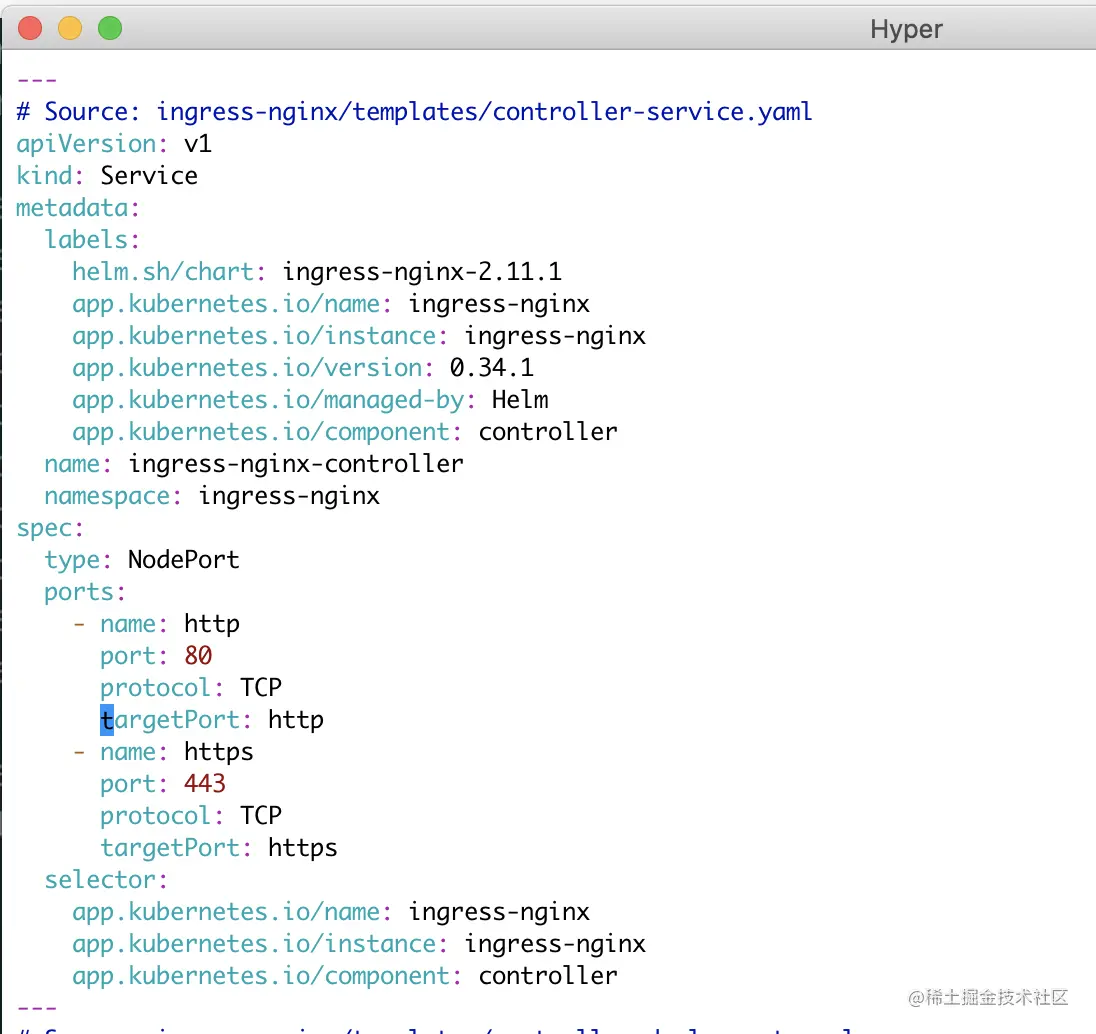 Hyper
---
# Source: ingress-nginx/templates/controller-service.yaml
apiVersion: v1
kind: Service
metadata:
  labels:
    helm.sh/chart: ingress-nginx-2.11.1
    app.kubernetes.io/name: ingress-nginx
    app.kubernetes.io/instance: ingress-nginx
    app.kubernetes.io/version: 0.34.1
    app.kubernetes.io/managed-by: Helm
    app.kubernetes.io/component: controller
  name: ingress-nginx-controller
  namespace: ingress-nginx
spec:
  type: NodePort
  ports:
    - name: http
      port: 80
      protocol: TCP
      targetPort: http
    - name: https
      port: 443
      protocol: TCP
      targetPort: https
  selector:
    app.kubernetes.io/name: ingress-nginx
    app.kubernetes.io/instance: ingress-nginx
    app.kubernetes.io/component: controller
---
@稀土掘金技术社区